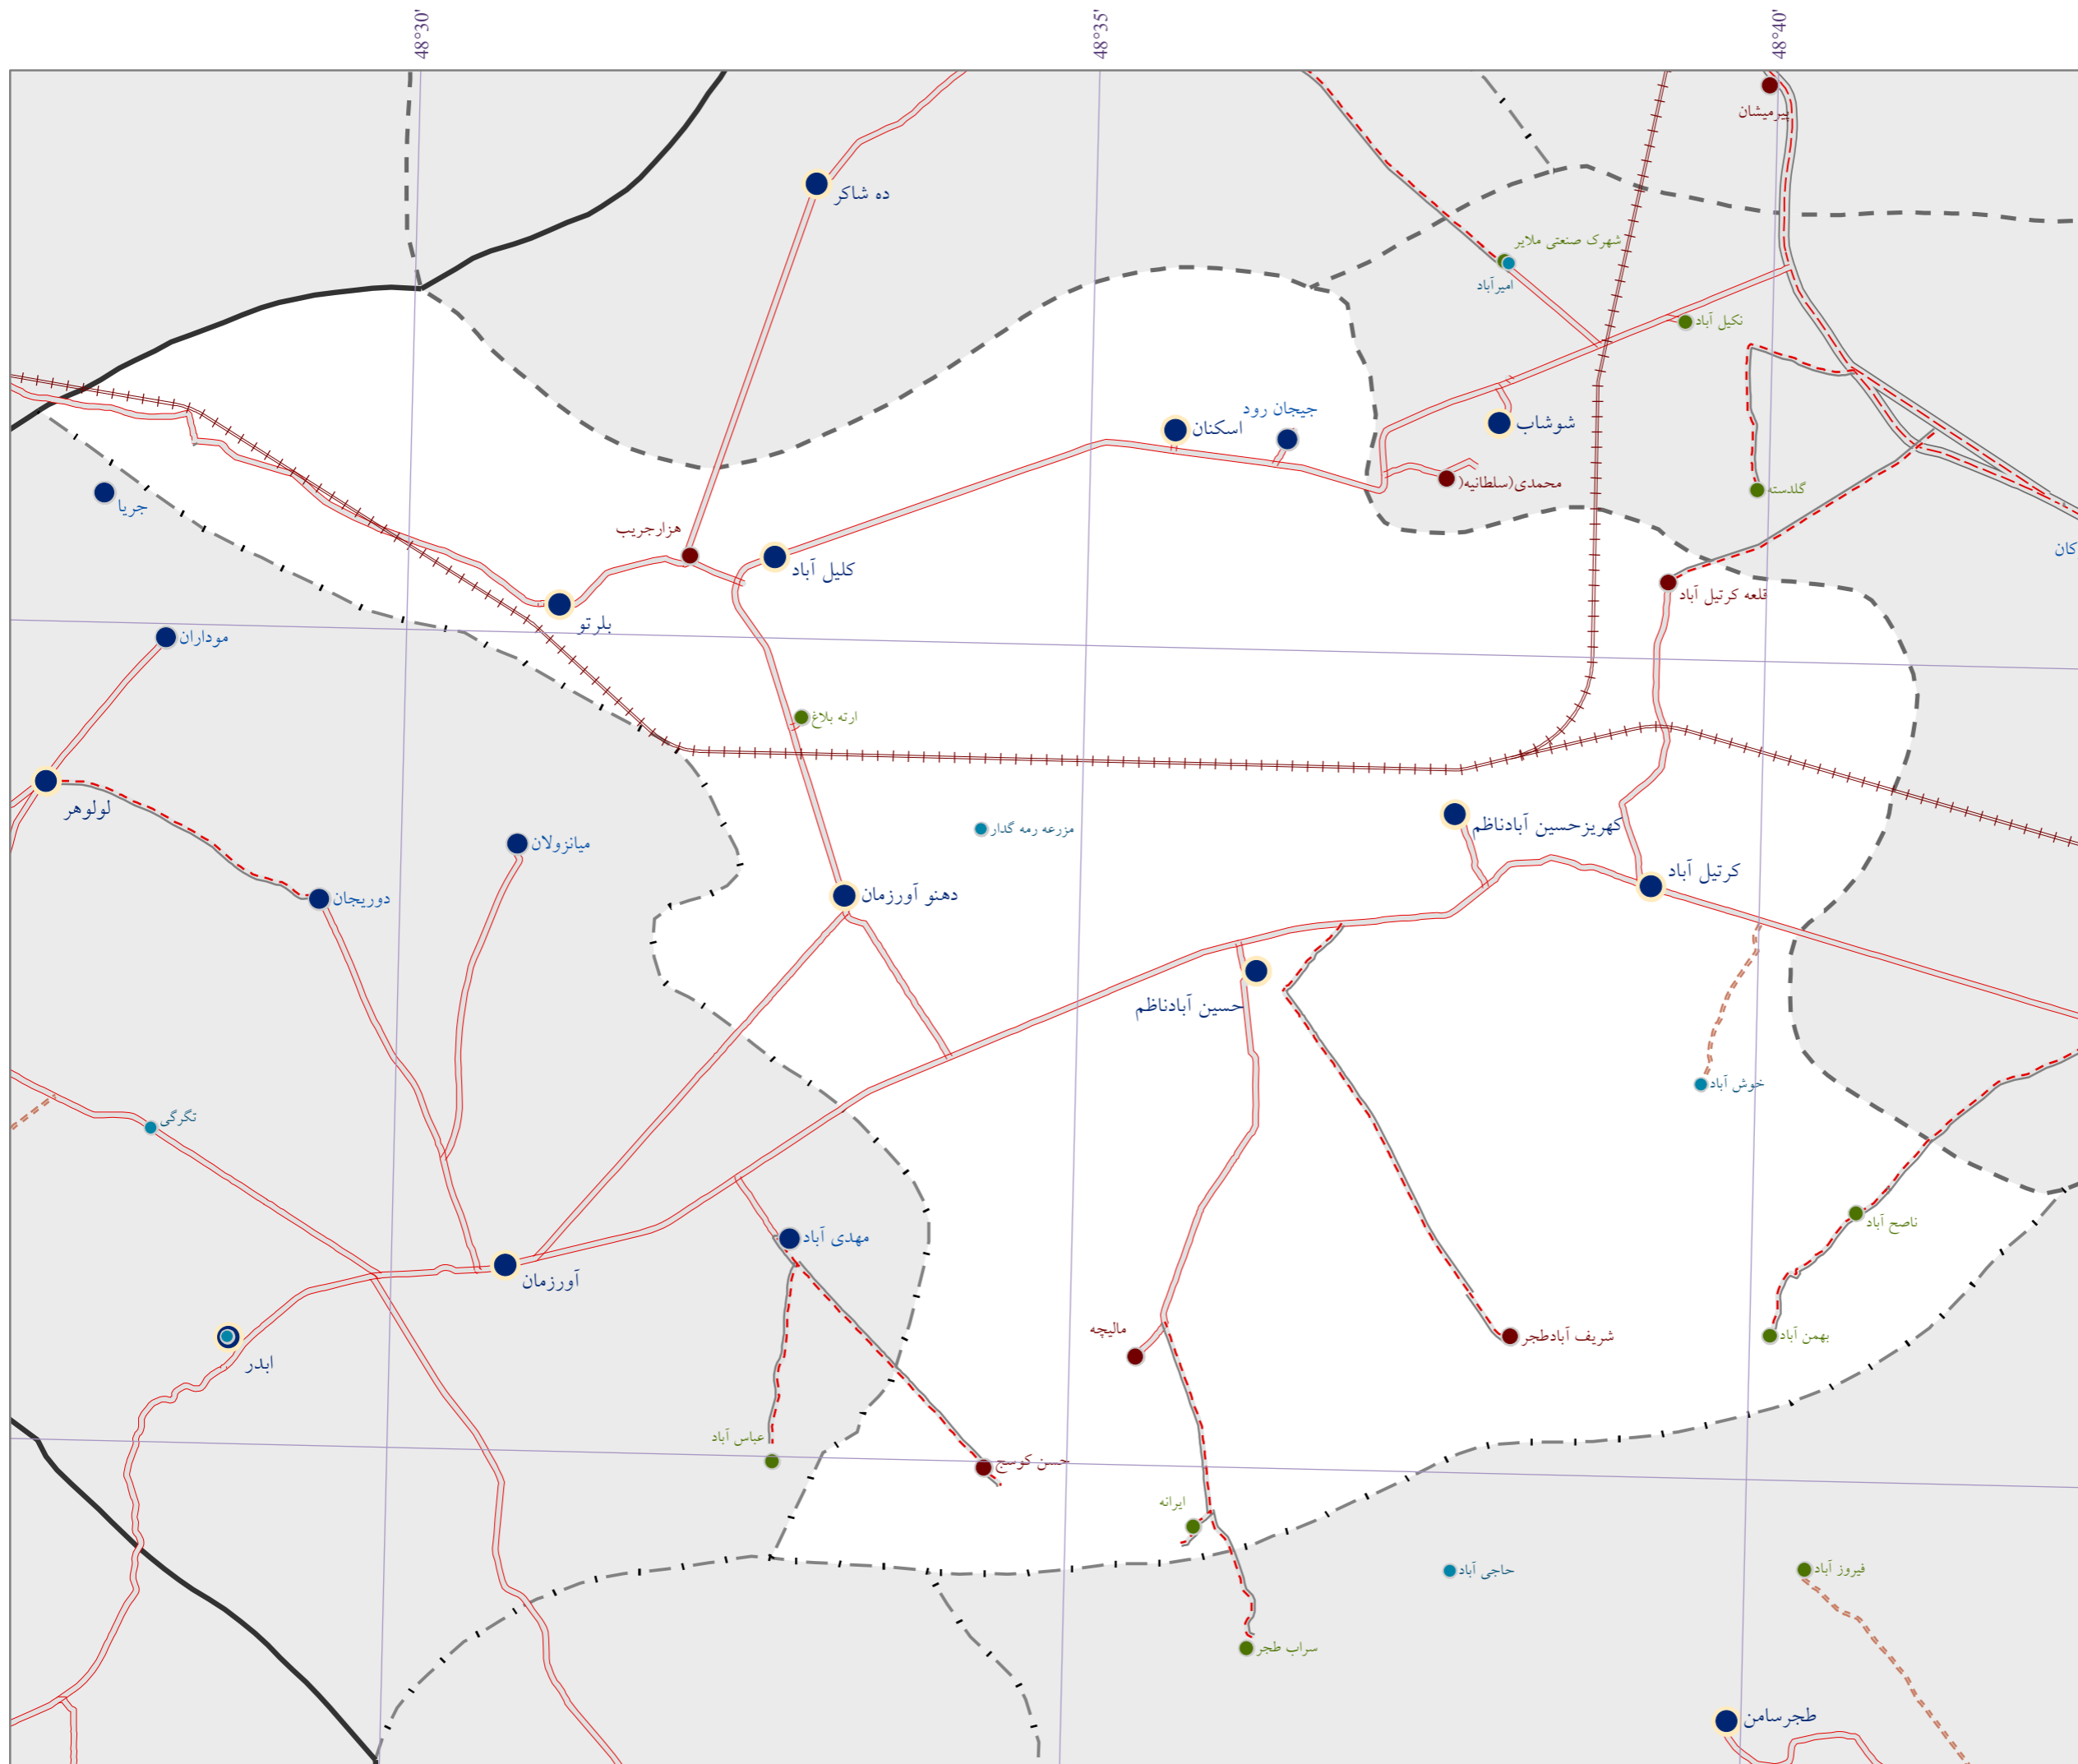 48°30'
48°35'
48°40'
پیرمیشان
ده شاکر
شهرک صنعتی ملایر
امیرآباد
نکیل آباد
جیجان رود
اسکنان
شوشاب
محمدی(سلطانیه(
گلدسته
جریا
هزارجریب
کلیل آباد
کان
قلعه کرتیل آباد
بلرتو
موداران
ارته بلاغ
لولوهر
مزرعه رمه گدار
کهریزحسین آبادناظم
میانزولان
کرتیل آباد
دوریجان
دهنو آورزمان
حسین آبادناظم
خوش آباد
تگرگی
ناصح آباد
مهدی آباد
آورزمان
مالیچه
شریف آبادطجر
بهمن آباد
ابدر
عباس آباد
حسن کوسج
ایرانه
حاجی آباد
فیروز آباد
سراب طجر
طجرسامن